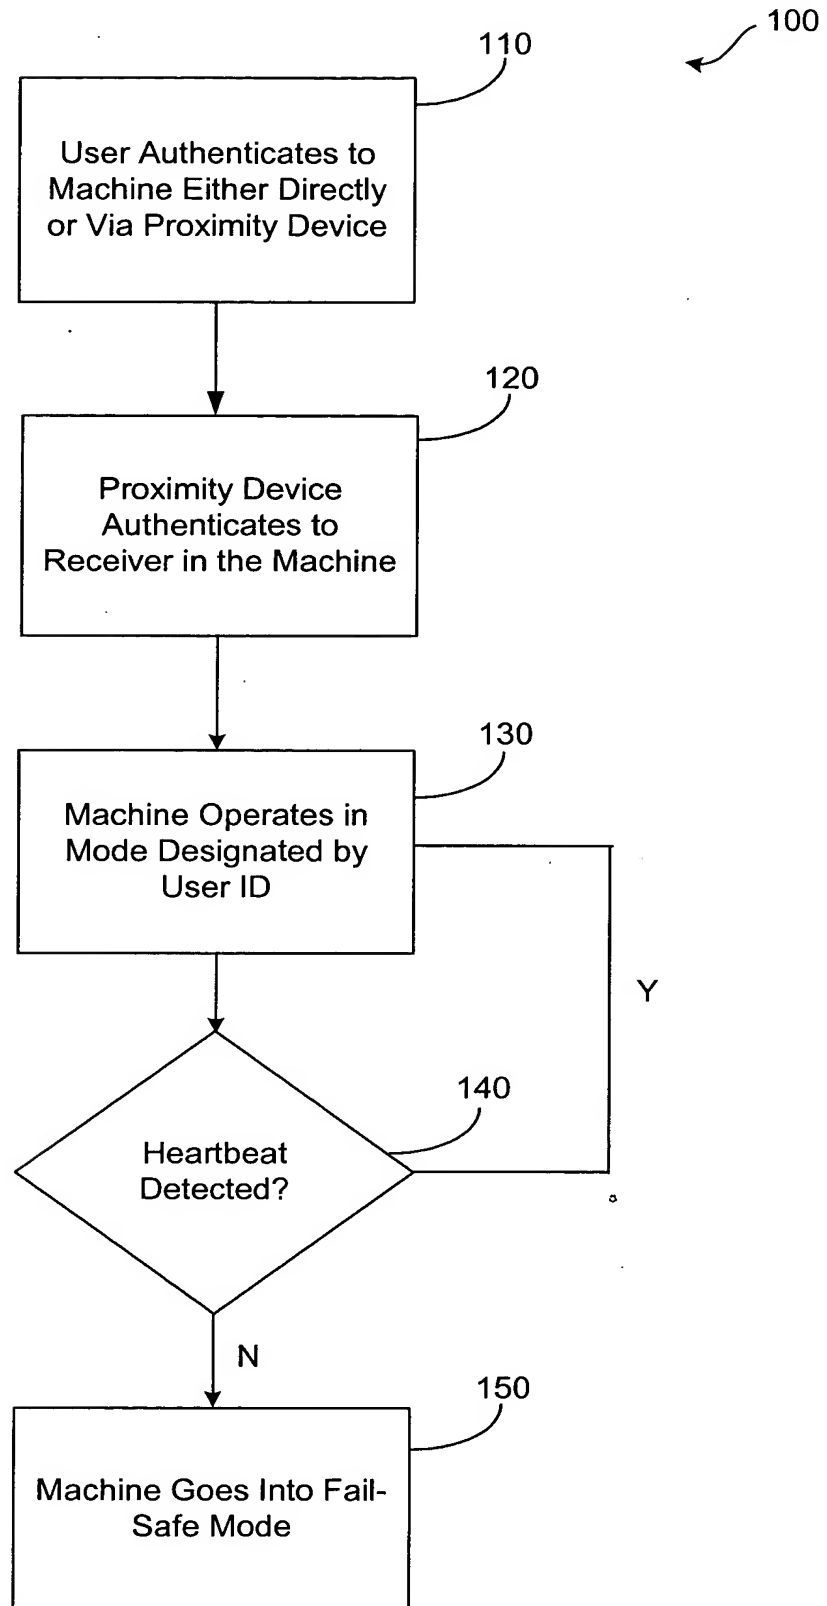 100
110
User Authenticates to
Machine Either Directly
or Via Proximity Device
120
Proximity Device
Authenticates to
Receiver in the Machine
130
Machine Operates in
Mode Designated by
User ID
Y
140
Heartbeat
Detected?
N
150
Machine Goes Into Fail-
Safe Mode